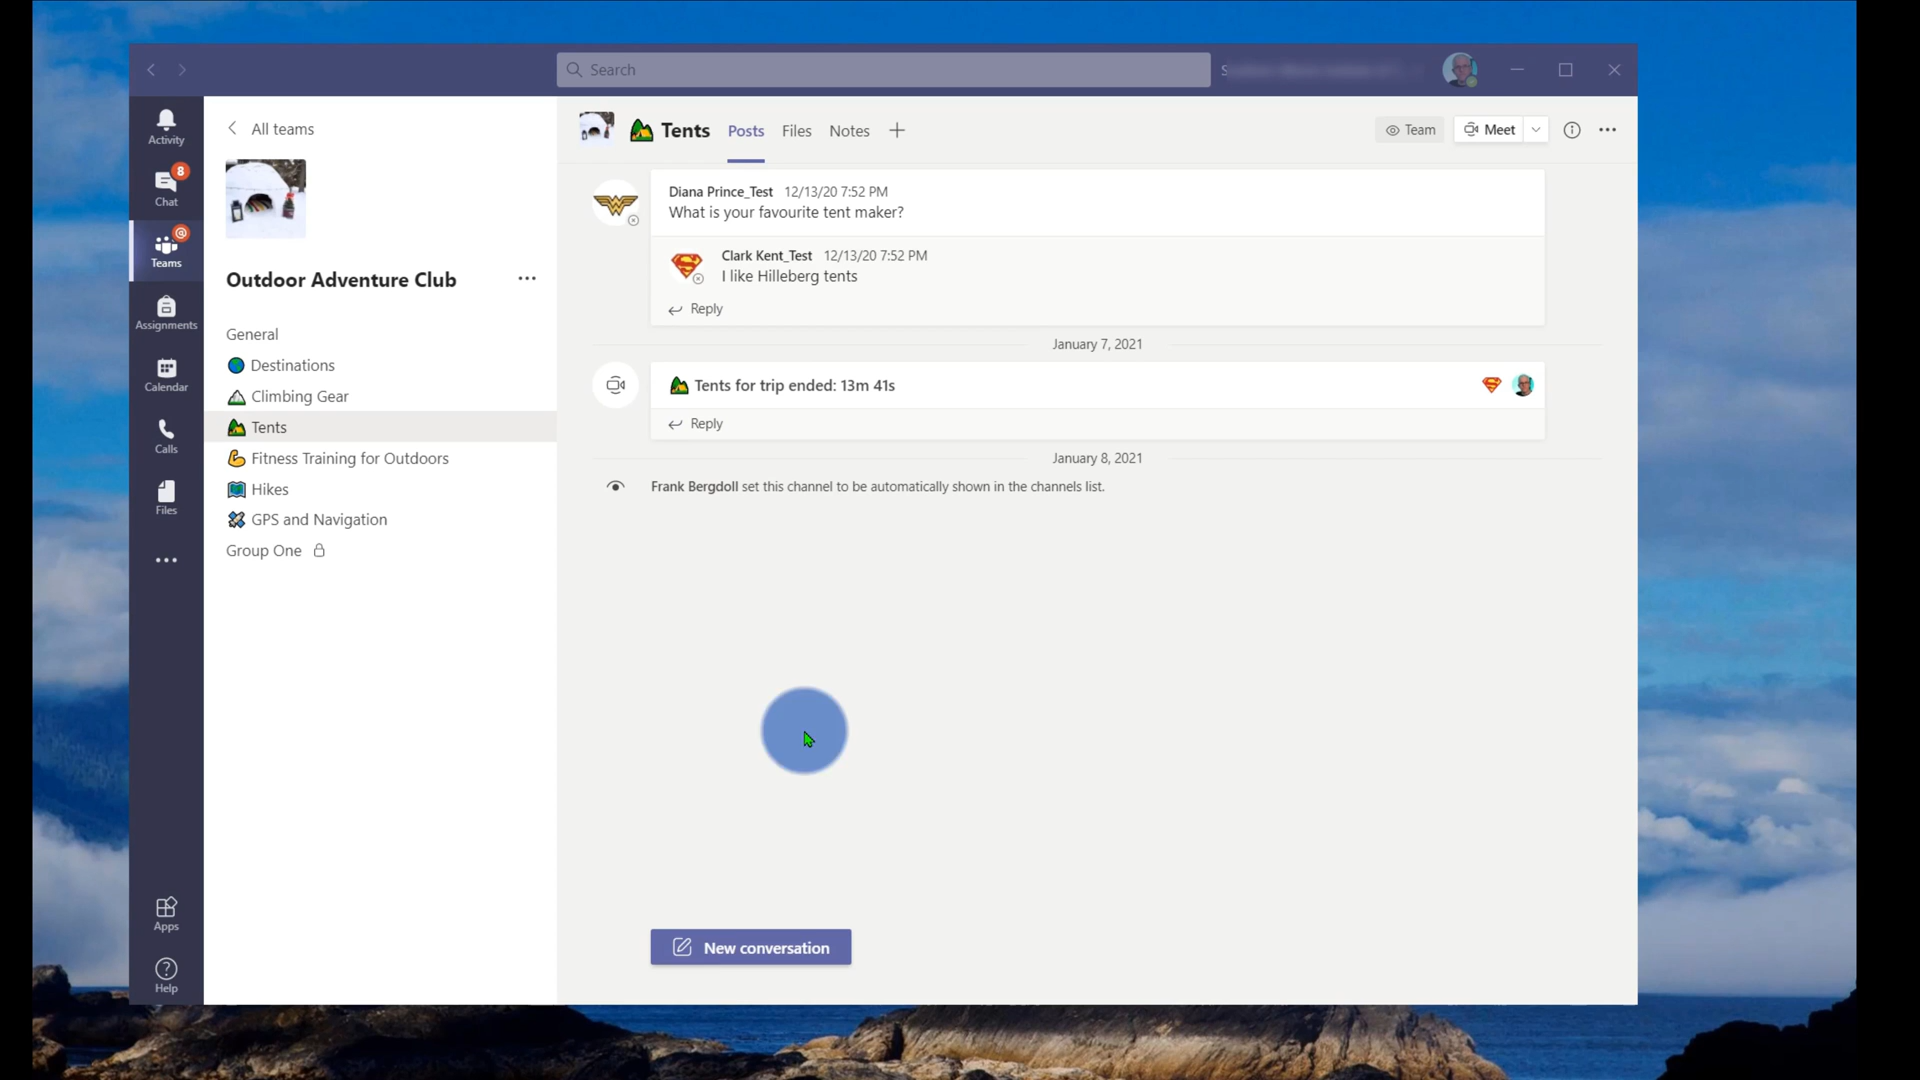 Search
Activity
8
Chat
Teams
Assignments
Calendar
Calls
Files
Apps
Help
All teams
Outdoor Adventure Club
General
Destinations
Climbing Gear
Tents
Fitness Training for Outdoors
Hikes
GPS and Navigation
Group One
Tents Posts Files Notes
Team Meet
Diana Prince_Test 12/13/20 7:52 PM
What is your favourite tent maker?
Clark Kent_Test 12/13/20 7:52 PM
I like Hilleberg tents
Reply
January 7, 2021
Tents for trip ended: 13m 41s
Reply
January 8, 2021
Frank Bergdoll set this channel to be automatically shown in the channels list.
New conversation